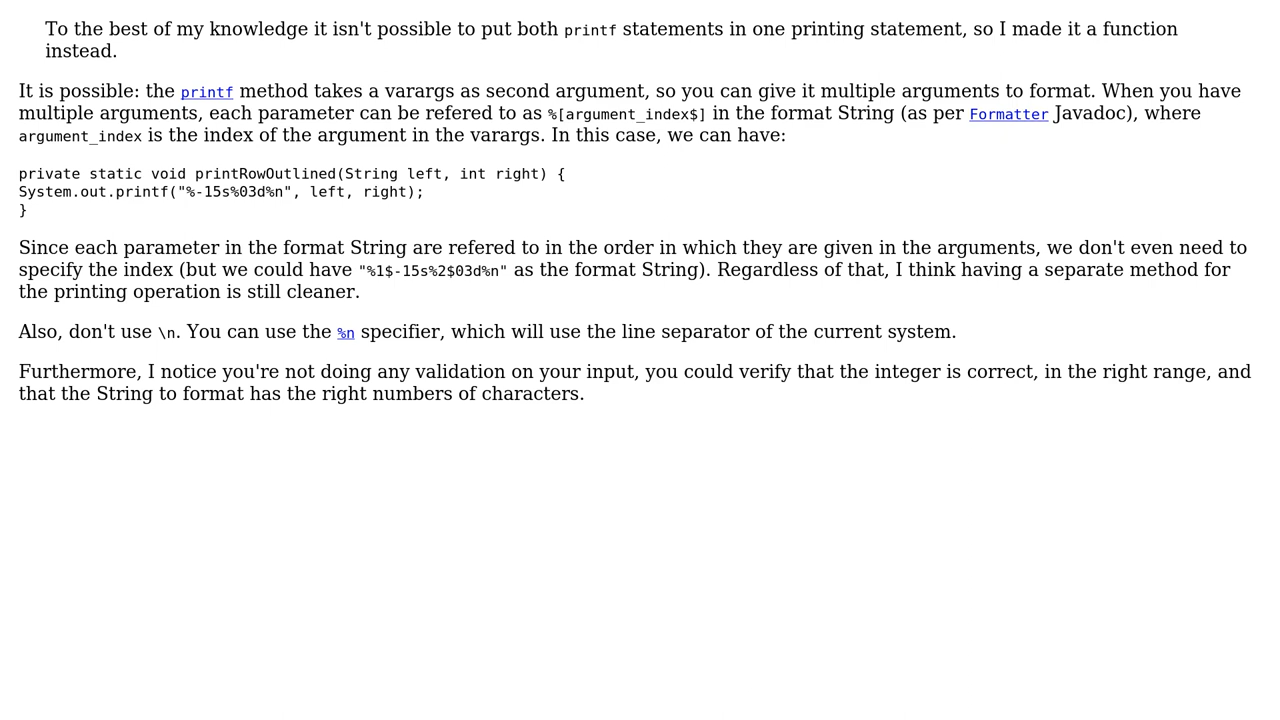 To the best of my knowledge it isn't possible to put both printf statements in one printing statement, so I made it a function
instead.
It is possible: the printf method takes a varargs as second argument, so you can give it multiple arguments to format. When you have
multiple arguments, each parameter can be refered to as %[argument_index$] in the format String (as per Formatter Javadoc), where
argument_index is the index of the argument in the varargs. In this case, we can have:
private static void printRowOutlined(String left, int right) {
System.out.printf("%-15s%03d%n", left, right);
}
Since each parameter in the format String are refered to in the order in which they are given in the arguments, we don't even need to
specify the index (but we could have "%1$-15s%2$03d%n" as the format String). Regardless of that, I think having a separate method for
the printing operation is still cleaner.
Also, don't use \n. You can use the %n specifier, which will use the line separator of the current system.
Furthermore, I notice you're not doing any validation on your input, you could verify that the integer is correct, in the right range, and
that the String to format has the right numbers of characters.